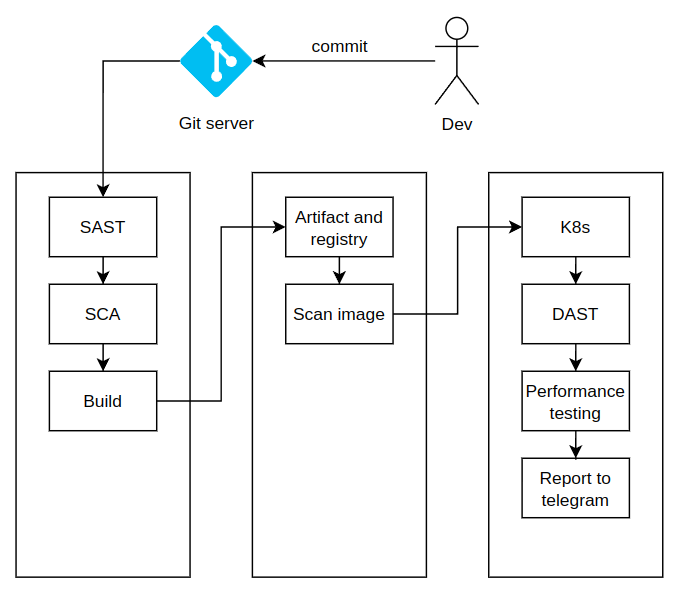 commit
Git server
Dev
SAST
SCA
Build
Artifact and
registry
Scan image
K8s
DAST
Performance
testing
Report to
telegram